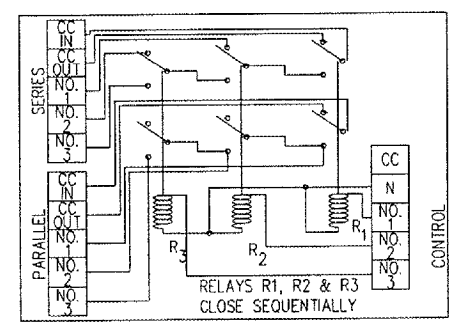 SERIES
CC
IN
CC
OUT
NO.
1
NO.
2
NO.
3
PARALLEL
CC
IN
CC
OUT
NO.
1
NO.
2
NO.
3
R3
R2
R1
CC
N
NO.
1
NO.
2
NO.
3
CONTROL
RELAYS R1, R2 & R3
CLOSE SEQUENTIALLY